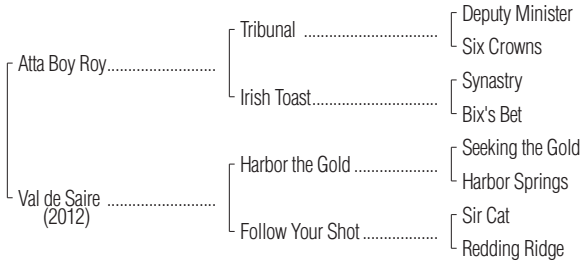 Deputy Minister
Tribunal ......................................
Six Crowns
Atta Boy Roy..............................
Synastry
Irish Toast....................................
Bix's Bet
Seeking the Gold
Harbor the Gold ........................
Harbor Springs
Val de Saire ..............................
(2012)
Sir Cat
Follow Your Shot .....................
Redding Ridge